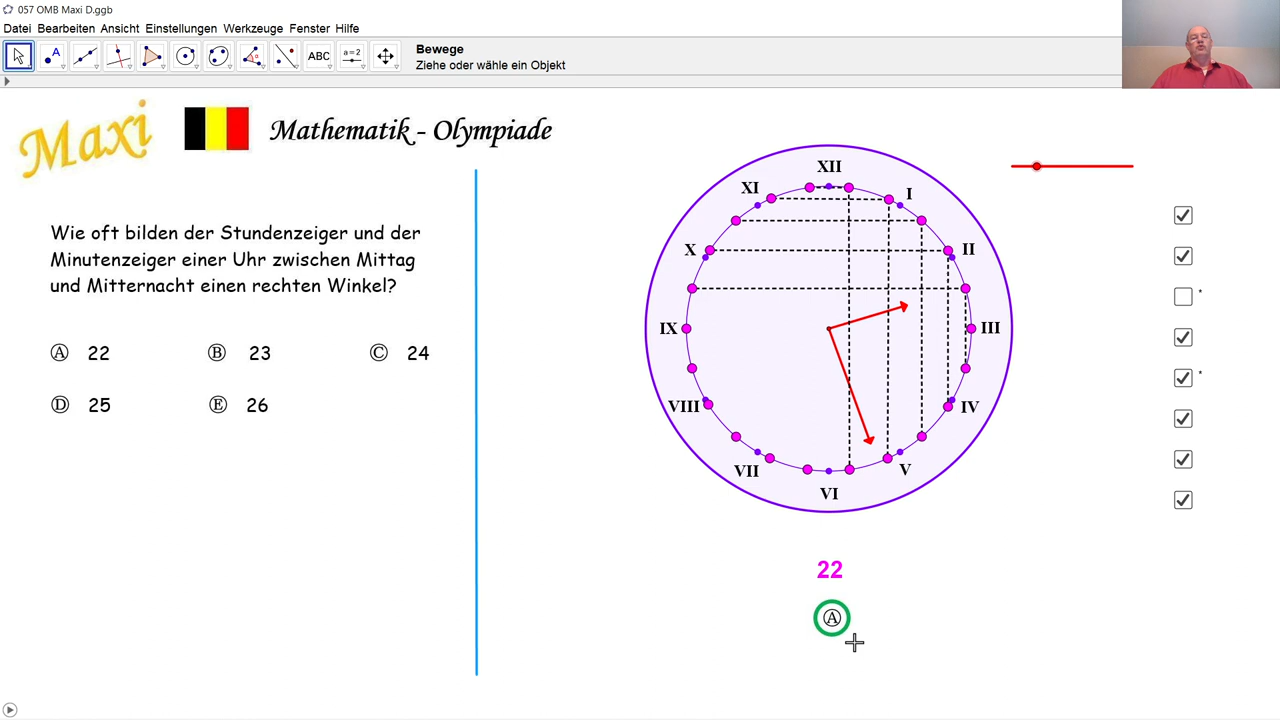 057 OMB Maxi D.ggb
Datei Bearbeiten Ansicht Einstellungen Werkzeuge Fenster Hilfe
A
ABC
a=2
Bewege
Ziehe oder wähle ein Objekt
Maxi
Mathematik - Olympiade
Wie oft bilden der Stundenzeiger und der
Minutenzeiger einer Uhr zwischen Mittag
und Mitternacht einen rechten Winkel?
Ⓐ 22 Ⓑ 23 Ⓒ 24
Ⓓ 25 Ⓔ 26
XII
XI I
X II
IX III
VIII IV
VII V
VI
*
*
22
Ⓐ